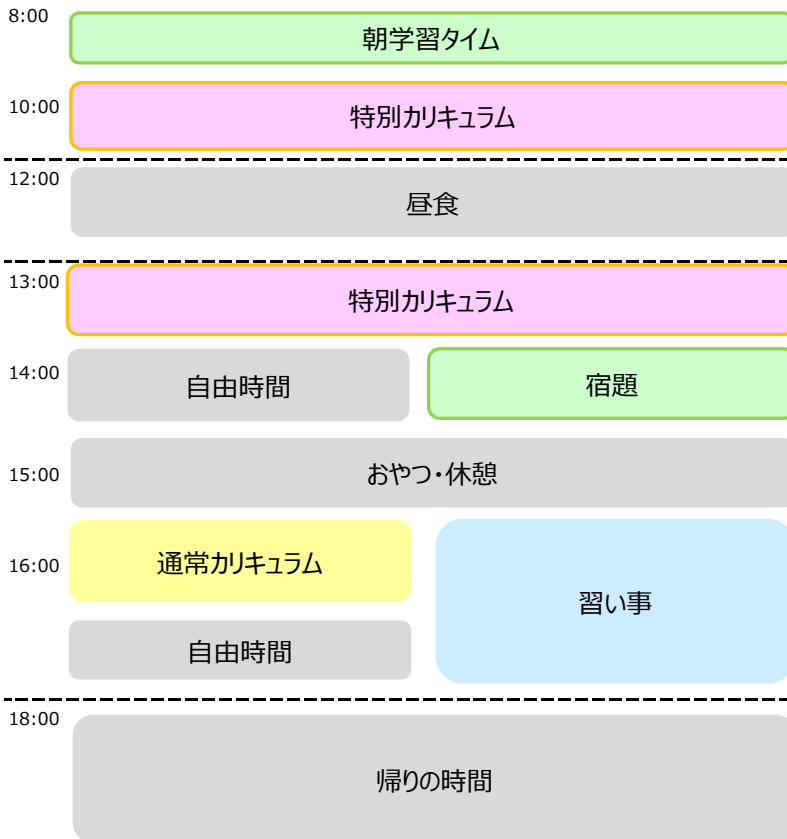 8:00
朝学習タイム
10:00
特別カリキュラム
12:00
昼食
13:00
特別カリキュラム
14:00
自由時間
宿題
15:00
おやつ・休憩
16:00
通常カリキュラム
習い事
自由時間
18:00
帰りの時間